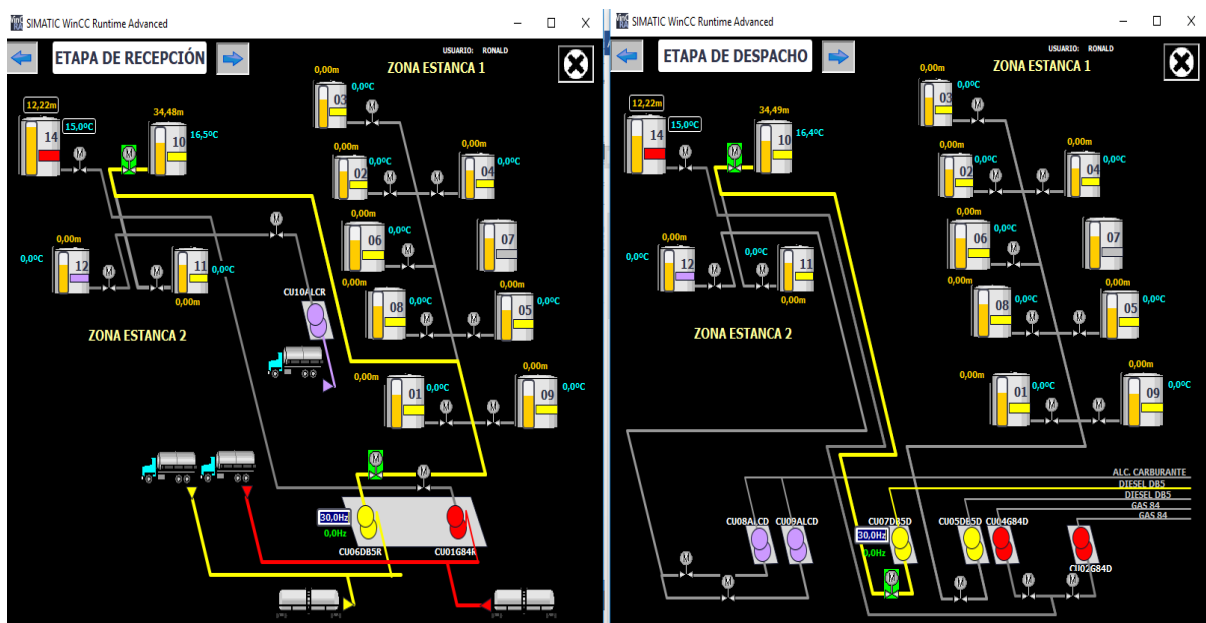 SIMATIC WinCC Runtime Advanced
ETAPA DE RECEPCIÓN
USUARIO: RONALD
ZONA ESTANCA 1
0,00m
0,0ºC
03
12,22m
14
15,0ºC
34,48m
10
16,5ºC
0,00m
02
0,0ºC
0,00m
04
0,0ºC
0,00m
06
0,0ºC
07
0,00m
0,0ºC
12
11
0,0ºC
0,00m
0,00m
08
0,0ºC
0,00m
05
0,0ºC
CU10ALCR
ZONA ESTANCA 2
0,00m
01
0,0ºC
0,00m
09
0,0ºC
30,0Hz
0,0Hz
CU06DB5R
CU01G84R
SIMATIC WinCC Runtime Advanced
ETAPA DE DESPACHO
USUARIO: RONALD
ZONA ESTANCA 1
0,00m
0,0ºC
03
12,22m
14
15,0ºC
34,49m
10
16,4ºC
0,00m
02
0,0ºC
0,00m
04
0,0ºC
0,00m
06
0,0ºC
07
0,00m
0,0ºC
12
0,0ºC
11
0,00m
0,00m
08
0,0ºC
0,00m
05
0,0ºC
ZONA ESTANCA 2
0,00m
01
0,0ºC
0,00m
09
0,0ºC
ALC. CARBURANTE
DIESEL DB5
DIESEL DB5
GAS 84
GAS 84
CU08ALCD
CU09ALCD
CU07DB5D
30,0Hz
0,0Hz
CU05DB5D
CU04G84D
CU02G84D